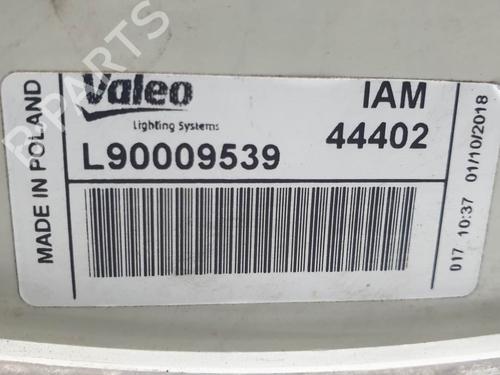 B-PARTS
MADE IN POLAND
Valeo
Lighting Systems
IAM
44402
L90009539
017 10:37 01/10/2018